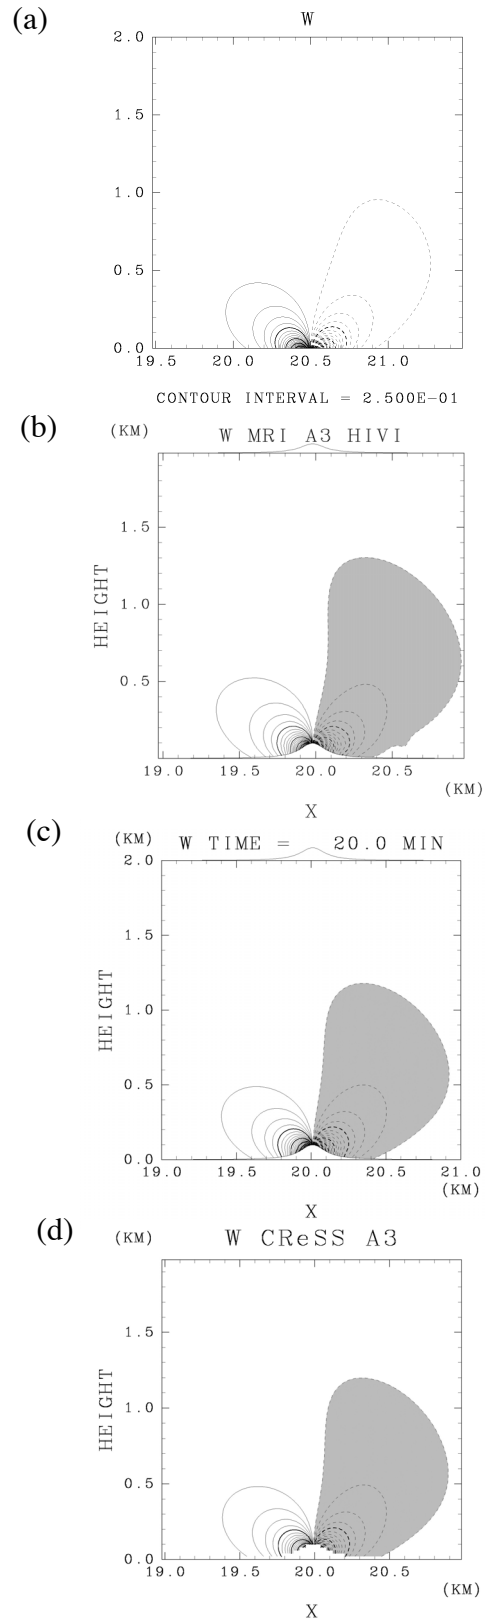 (a)
W
2.0
1.5
1.0
0.5
0.0
19.5 20.0 20.5 21.0
CONTOUR INTERVAL = 2.500E-01
(b)
(KM)
W MRI A3 HIVI
1.5
1.0
0.5
HEIGHT
19.0 19.5 20.0 20.5
(KM)
X
(c)
(KM)
W TIME = 20.0 MIN
2.0
1.5
1.0
0.5
0.0
HEIGHT
19.0 19.5 20.0 20.5 21.0
(KM)
X
(d)
(KM)
W CReSS A3
1.5
1.0
0.5
0.0
HEIGHT
19.0 19.5 20.0 20.5
(KM)
X